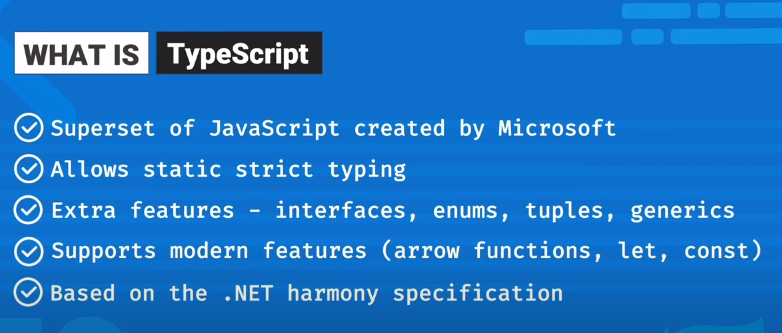 WHAT IS TypeScript
Superset of JavaScript created by Microsoft
Allows static strict typing
Extra features - interfaces, enums, tuples, generics
Supports modern features (arrow functions, let, const)
Based on the .NET harmony specification